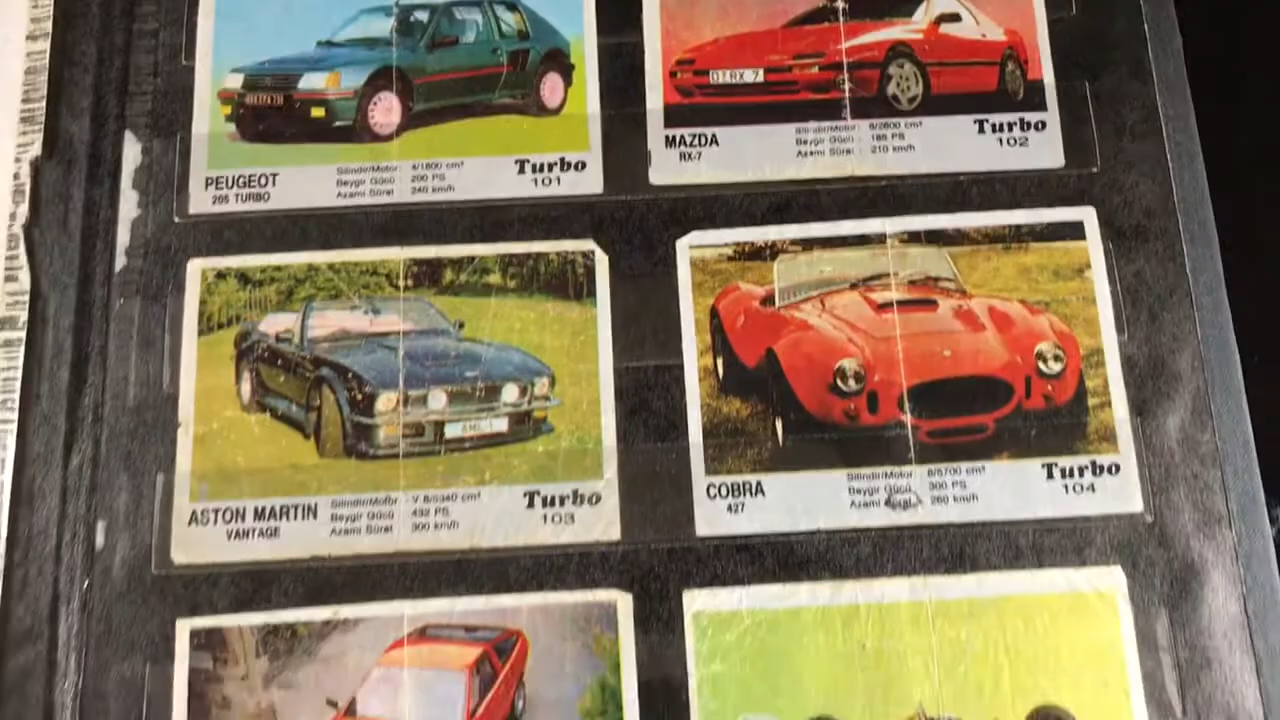 PEUGEOT
205 TURBO
Silindir/Motor : 4/1800 cm³
Beygir Gücü : 200 PS
Azami Sürat : 240 km/h
Turbo
101
MAZDA
RX-7
Silindir/Motor : 6/2600 cm³
Beygir Gücü : 185 PS
Azami Sürat : 210 km/h
Turbo
102
ASTON MARTIN
VANTAGE
Silindir/Motor : V 8/5340 cm³
Beygir Gücü : 432 PS
Azami Sürat : 300 km/h
Turbo
103
COBRA
427
Silindir/Motor : 8/5700 cm³
Beygir Gücü : 300 PS
Azami Sürat : 260 km/h
Turbo
104